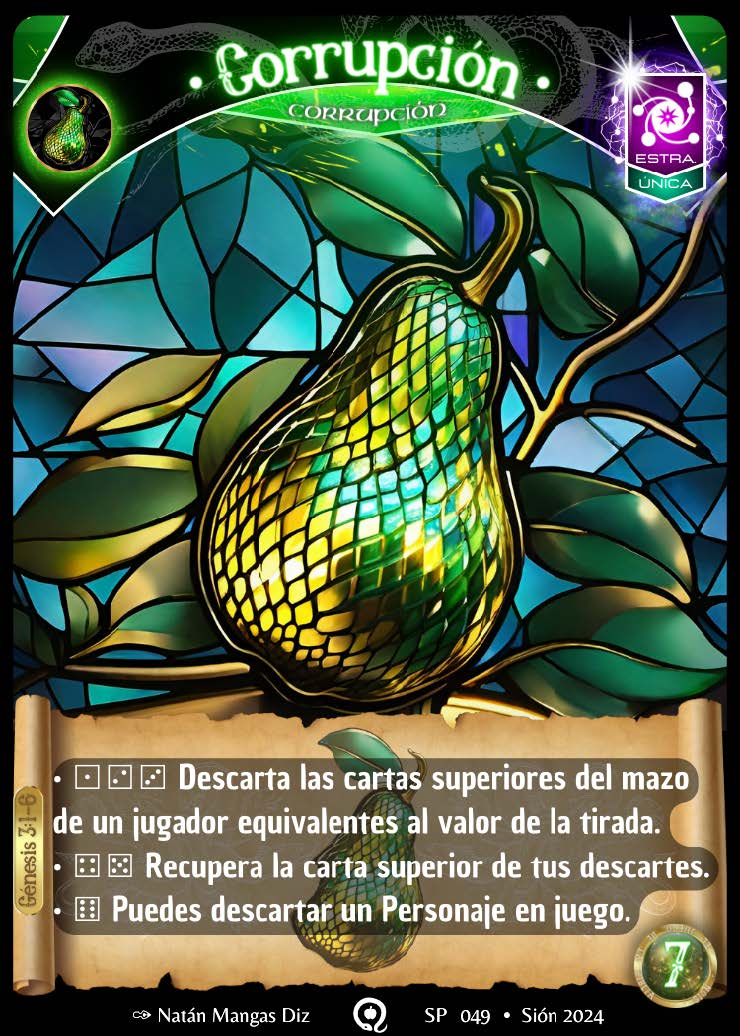 • Corrupción •
CORRUPCIÓN
ESTRA.
ÚNICA
• ⚀ ⚁ ⚂ Descarta las cartas superiores del mazo
de un jugador equivalentes al valor de la tirada.
• ⚃ ⚄ Recupera la carta superior de tus descartes.
• ⚅ Puedes descartar un Personaje en juego.
Génesis 3:1-6
7
Natán Mangas Diz
SP 049 • Sión 2024